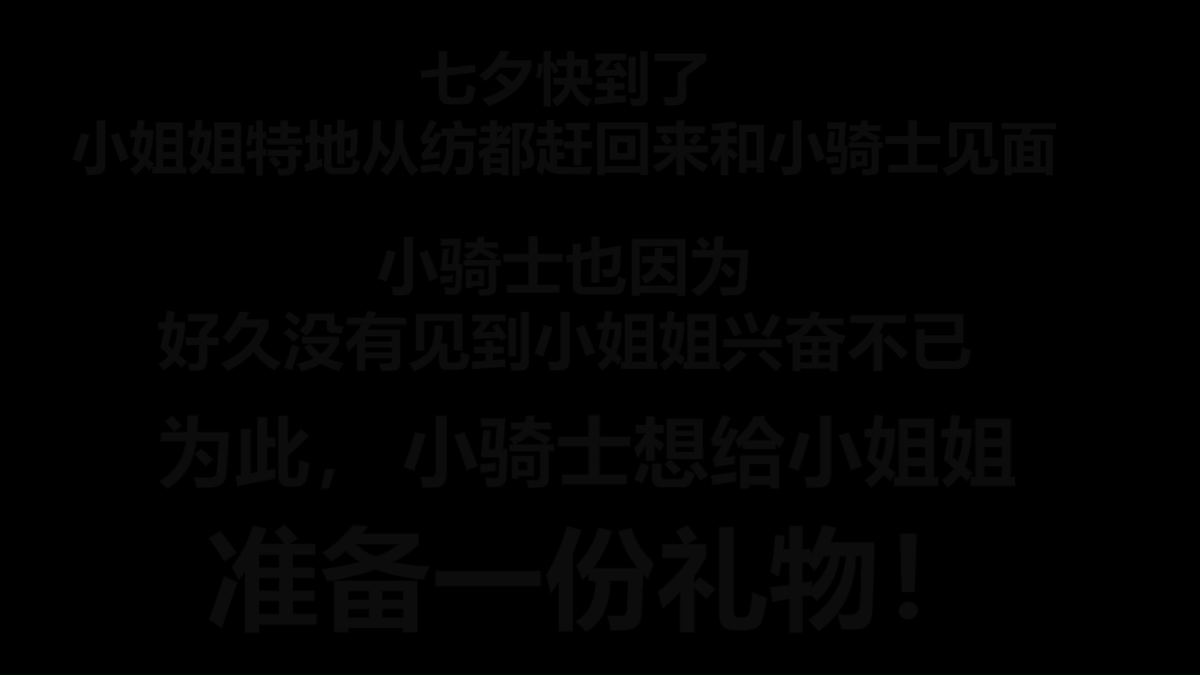 七夕快到了
小姐姐特地从纺都赶回来和小骑士见面
小骑士也因为
好久没有见到小姐姐兴奋不已
为此，小骑士想给小姐姐
准备一份礼物！